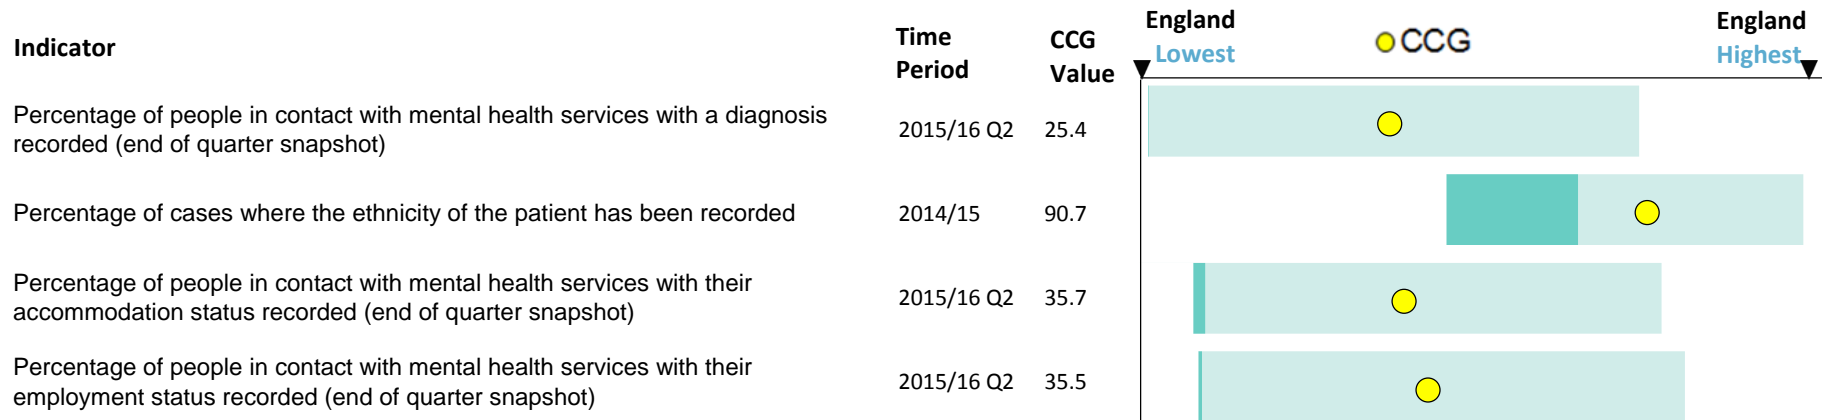 Indicator
Time
Period
CCG
Value
England
Lowest
CCG
England
Highest
Percentage of people in contact with mental health services with a diagnosis
recorded (end of quarter snapshot)
2015/16 Q2
25.4
Percentage of cases where the ethnicity of the patient has been recorded
2014/15
90.7
Percentage of people in contact with mental health services with their
accommodation status recorded (end of quarter snapshot)
2015/16 Q2
35.7
Percentage of people in contact with mental health services with their
employment status recorded (end of quarter snapshot)
2015/16 Q2
35.5